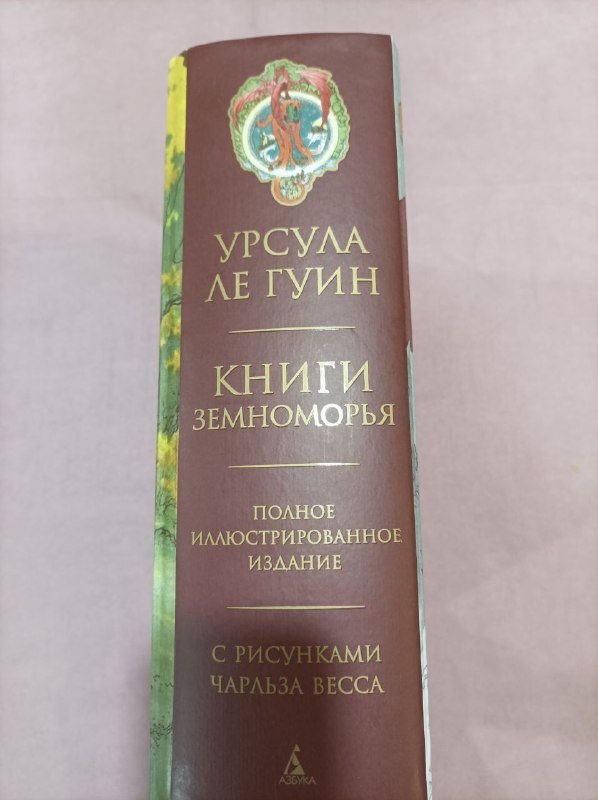 УРСУЛА
ЛЕ ГУИН
КНИГИ
ЗЕМНОМОРЬЯ
ПОЛНОЕ
ИЛЛЮСТРИРОВАННОЕ
ИЗДАНИЕ
С РИСУНКАМИ
ЧАРЛЬЗА ВЕССА
АЗБУКА